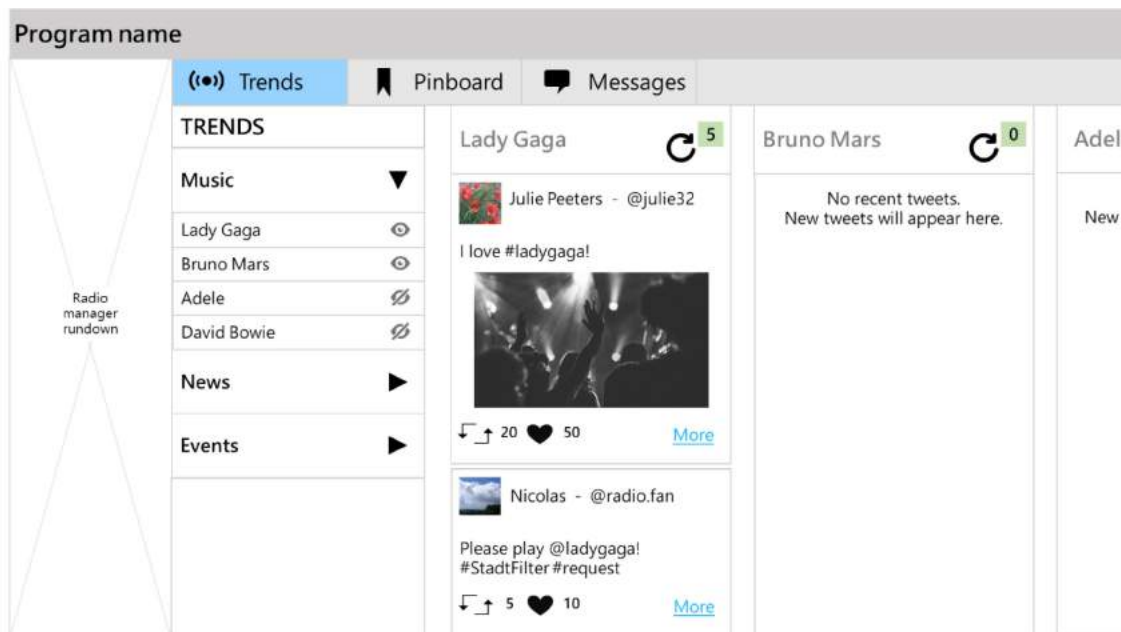 Program name
Trends
Pinboard
Messages
Radio
manager
rundown
TRENDS
Music
Lady Gaga
Bruno Mars
Adele
David Bowie
News
Events
Lady Gaga
5
Julie Peeters - @julie32
I love #ladygaga!
20 50
More
Nicolas - @radio.fan
Please play @ladygaga!
#StadtFilter #request
5 10
More
Bruno Mars
0
No recent tweets.
New tweets will appear here.
Adel
New